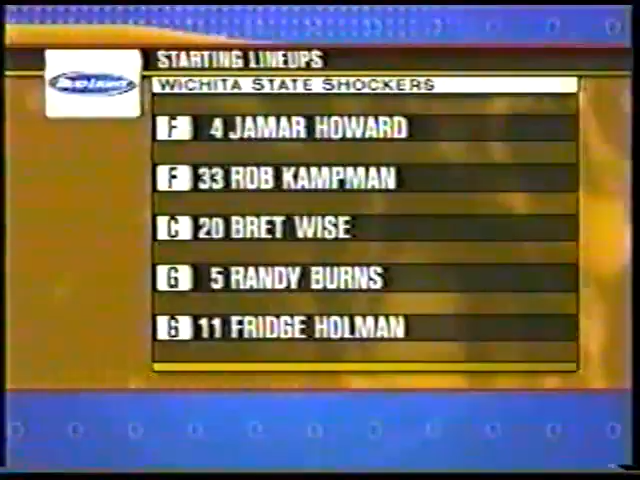 STARTING LINEUPS
WICHITA STATE SHOCKERS
F 4 JAMAR HOWARD
F 33 ROB KAMPMAN
C 20 BRET WISE
G 5 RANDY BURNS
G 11 FRIDGE HOLMAN